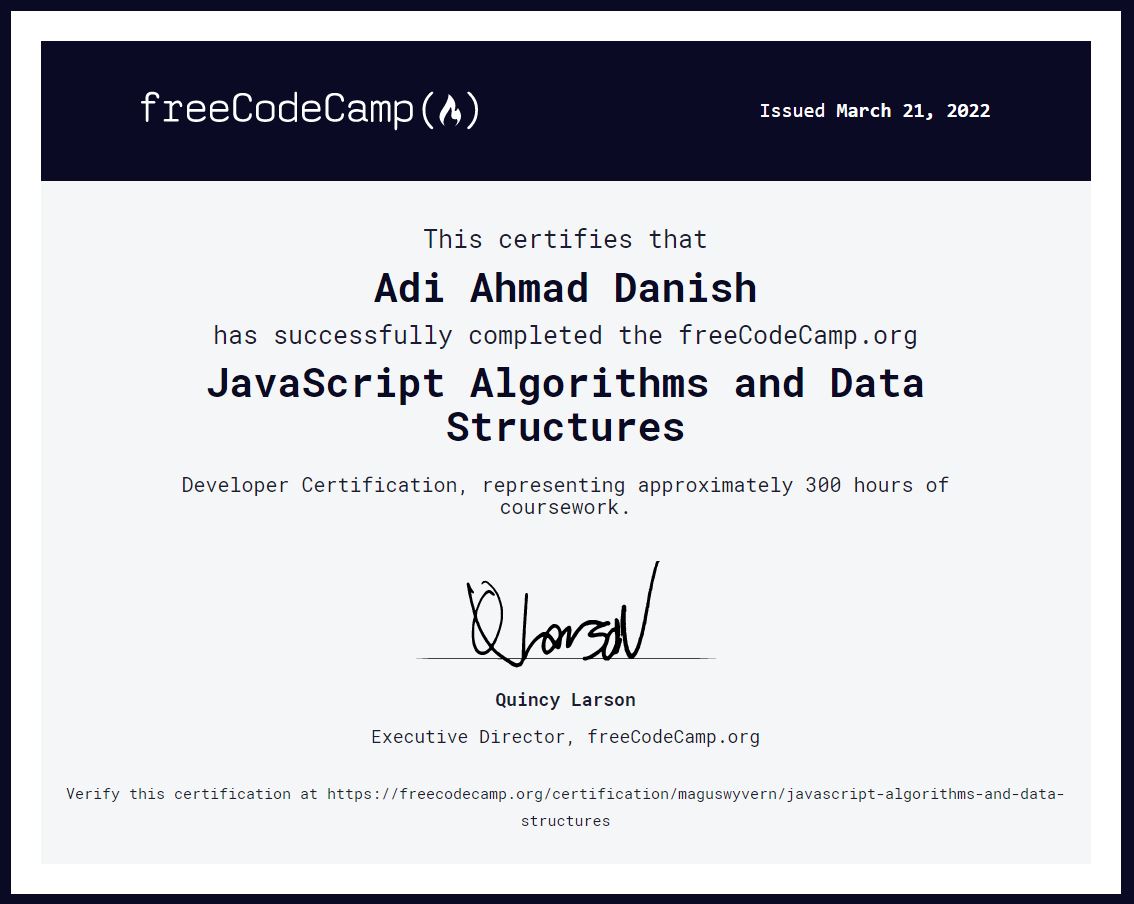 freeCodeCamp(🔥)
Issued March 21, 2022
This certifies that
Adi Ahmad Danish
has successfully completed the freeCodeCamp.org
JavaScript Algorithms and Data
Structures
Developer Certification, representing approximately 300 hours of
coursework.
Q Larson
Quincy Larson
Executive Director, freeCodeCamp.org
Verify this certification at https://freecodecamp.org/certification/maguswyvern/javascript-algorithms-and-data-
structures